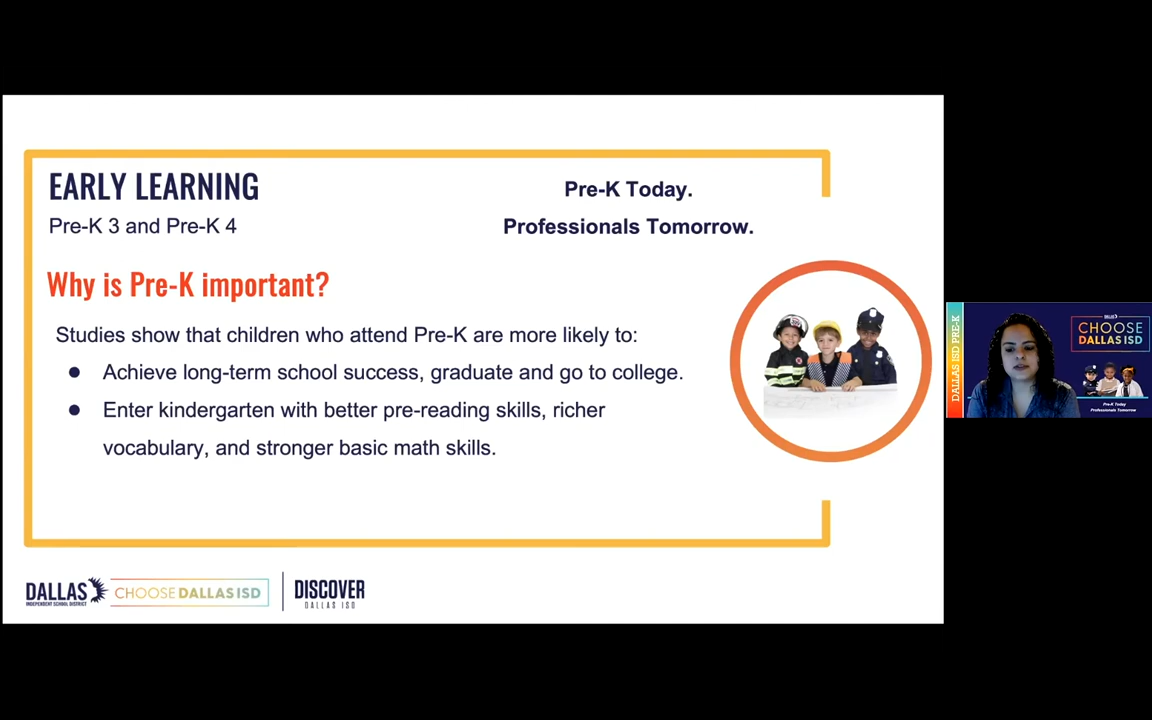 EARLY LEARNING
Pre-K 3 and Pre-K 4
Pre-K Today.
Professionals Tomorrow.
Why is Pre-K important?
Studies show that children who attend Pre-K are more likely to:
● Achieve long-term school success, graduate and go to college.
● Enter kindergarten with better pre-reading skills, richer
vocabulary, and stronger basic math skills.
DALLAS
INDEPENDENT SCHOOL DISTRICT
CHOOSE DALLAS ISD
DISCOVER
DALLAS ISD
DALLAS ISD PRE-K
DALLAS
CHOOSE
DALLAS ISD
Pre-K Today
Professionals Tomorrow